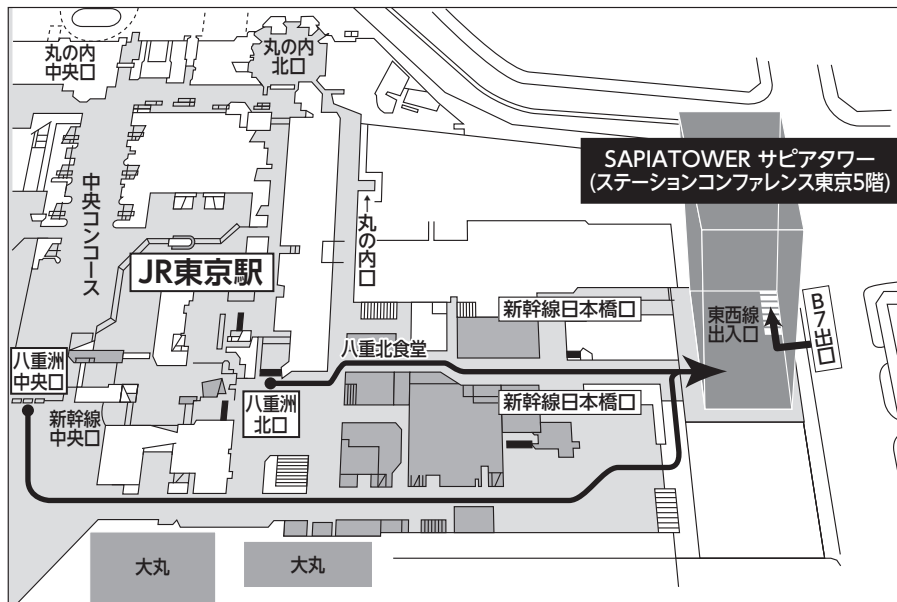 丸の内
中央口
丸の内
北口
SAPIATOWER サピアタワー
(ステーションコンファレンス東京5階)
中央コンコース
←丸の内口
JR東京駅
新幹線日本橋口
東西線
出入口
B7出口
八重北食堂
八重洲
中央口
八重洲
北口
新幹線日本橋口
新幹線
中央口
大丸
大丸